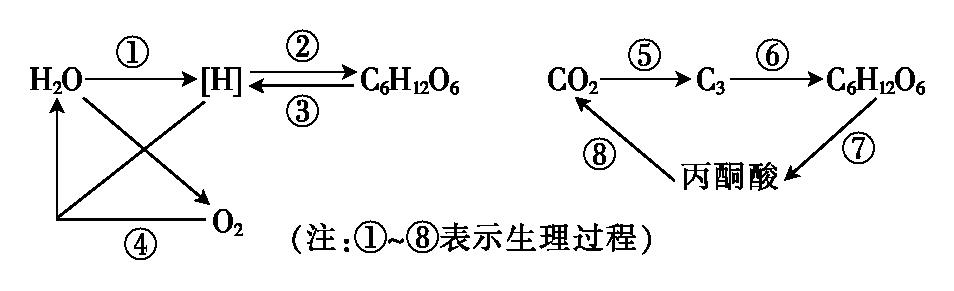 ① ② ⑤ ⑥
H₂O [H] C₆H₁₂O₆ CO₂ C₃ C₆H₁₂O₆
③
⑧ ⑦
丙酮酸
O₂
④ (注:①~⑧表示生理过程)